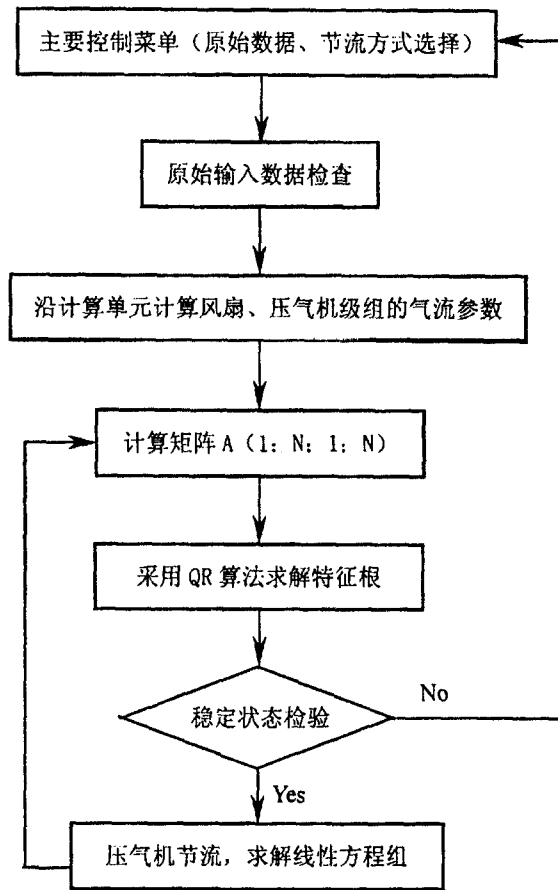 主要控制菜单（原始数据、节流方式选择）
原始输入数据检查
沿计算单元计算风扇、压气机级组的气流参数
计算矩阵 A（1：N；1：N）
采用 QR 算法求解特征根
稳定状态检验
No
Yes
压气机节流，求解线性方程组